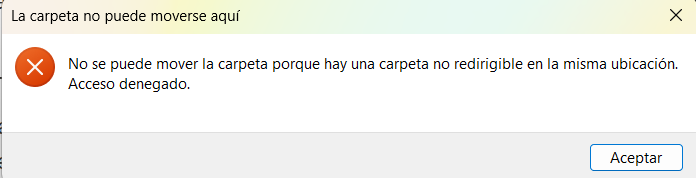 La carpeta no puede moverse aquí
No se puede mover la carpeta porque hay una carpeta no redirigible en la misma ubicación.
Acceso denegado.
Aceptar